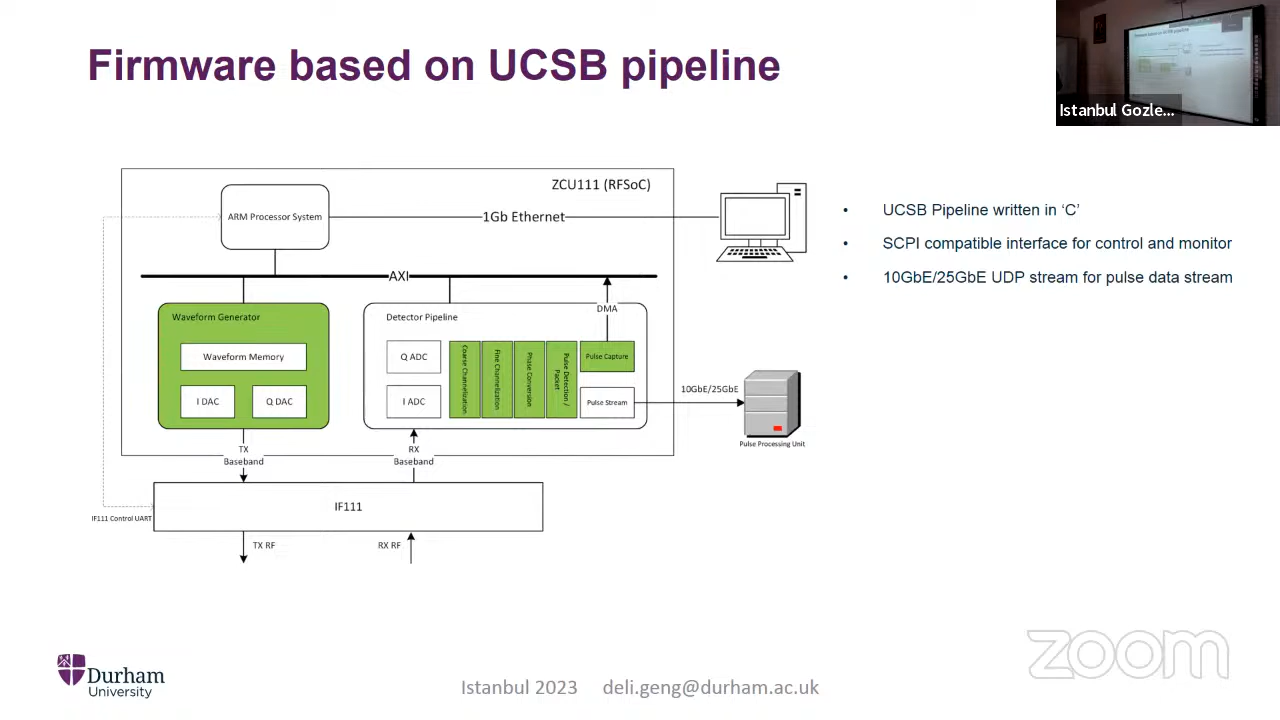 Firmware based on UCSB pipeline
Istanbul Gozle...
ZCU111 (RFSoC)
ARM Processor System
1Gb Ethernet
AXI
Waveform Generator
Waveform Memory
I DAC
Q DAC
Detector Pipeline
DMA
Q ADC
I ADC
Coarse Channelization
Fine Channelization
Phase Conversion
Pulse Detection /
Packet
Pulse Capture
Pulse Stream
10GbE/25GbE
Pulse Processing Unit
TX
Baseband
RX
Baseband
IF111
IF111 Control UART
TX RF
RX RF
• UCSB Pipeline written in ‘C’
• SCPI compatible interface for control and monitor
• 10GbE/25GbE UDP stream for pulse data stream
Durham
University
Istanbul 2023 deli.geng@durham.ac.uk
zoom